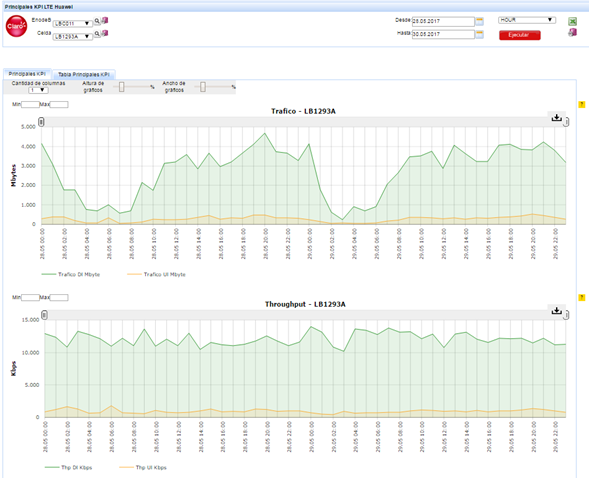 Principales KPI LTE Huawei
Claro
EnodeB LBC011
Desde 28.05.2017 HOUR
Celda LB1293A
Hasta 30.05.2017 Ejecutar
Principales KPI Tabla Principales KPI
Cantidad de columnas 1 Altura de gráficos % Ancho de gráficos %
Min Max ?
Trafico - LB1293A
5.000
4.000
3.000
2.000
1.000
0
Mbytes
28.05 00:00 28.05 02:00 28.05 04:00 28.05 06:00 28.05 08:00 28.05 10:00 28.05 12:00 28.05 14:00 28.05 16:00 28.05 18:00 28.05 20:00 28.05 22:00 29.05 00:00 29.05 02:00 29.05 04:00 29.05 06:00 29.05 08:00 29.05 10:00 29.05 12:00 29.05 14:00 29.05 16:00 29.05 18:00 29.05 20:00 29.05 22:00
Trafico Dl Mbyte Trafico Ul Mbyte
Min Max ?
Throughput - LB1293A
15.000
10.000
5.000
0
Kbps
28.05 00:00 28.05 02:00 28.05 04:00 28.05 06:00 28.05 08:00 28.05 10:00 28.05 12:00 28.05 14:00 28.05 16:00 28.05 18:00 28.05 20:00 28.05 22:00 29.05 00:00 29.05 02:00 29.05 04:00 29.05 06:00 29.05 08:00 29.05 10:00 29.05 12:00 29.05 14:00 29.05 16:00 29.05 18:00 29.05 20:00 29.05 22:00
Thp Dl Kbps Thp Ul Kbps